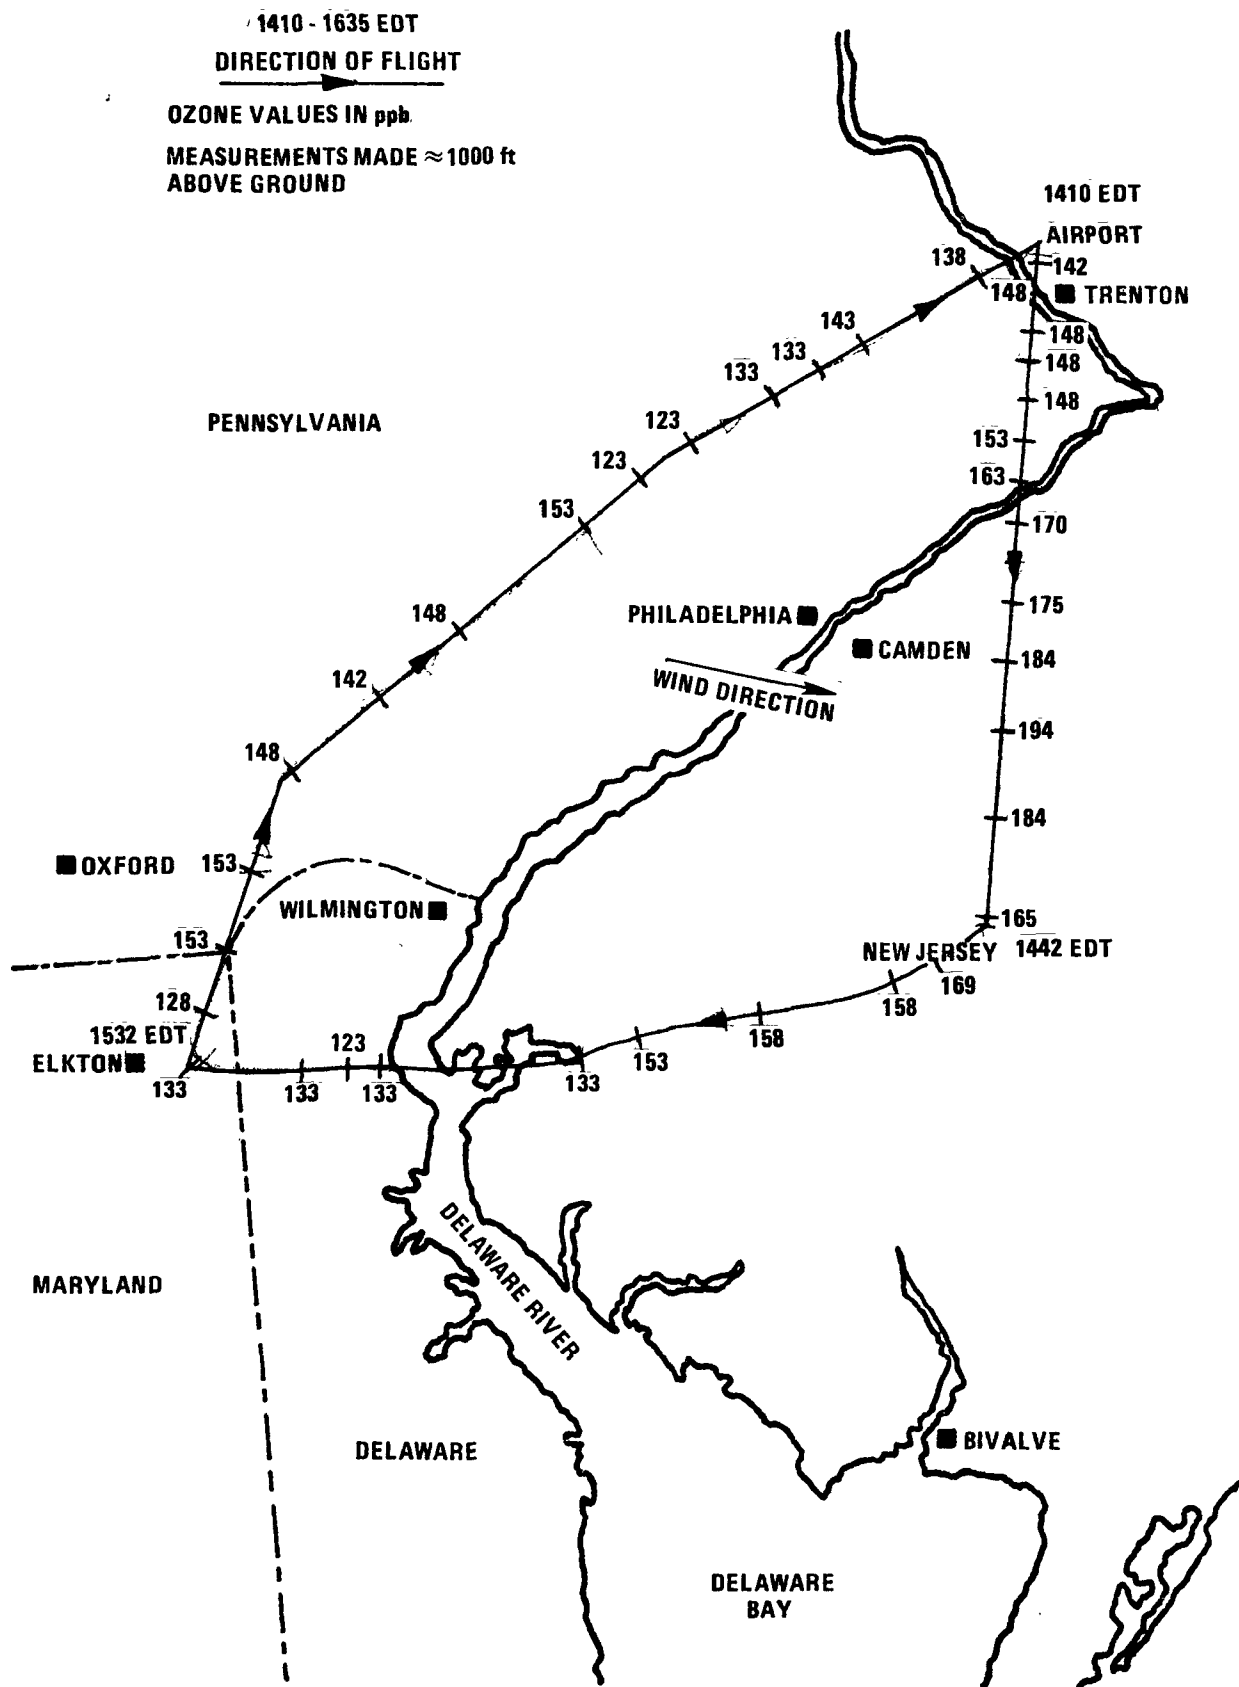 1410 - 1635 EDT
DIRECTION OF FLIGHT
OZONE VALUES IN ppb
MEASUREMENTS MADE ≈ 1000 ft
ABOVE GROUND
1410 EDT
AIRPORT
138
142
148
TRENTON
143
148
133
148
133
148
PENNSYLVANIA
123
153
123
163
153
170
175
PHILADELPHIA
148
CAMDEN
184
WIND DIRECTION
142
194
148
184
OXFORD
153
WILMINGTON
165
153
NEW JERSEY
1442 EDT
169
128
158
1532 EDT
158
123
153
ELKTON
133
133
133
133
DELAWARE RIVER
MARYLAND
DELAWARE
BIVALVE
DELAWARE
BAY